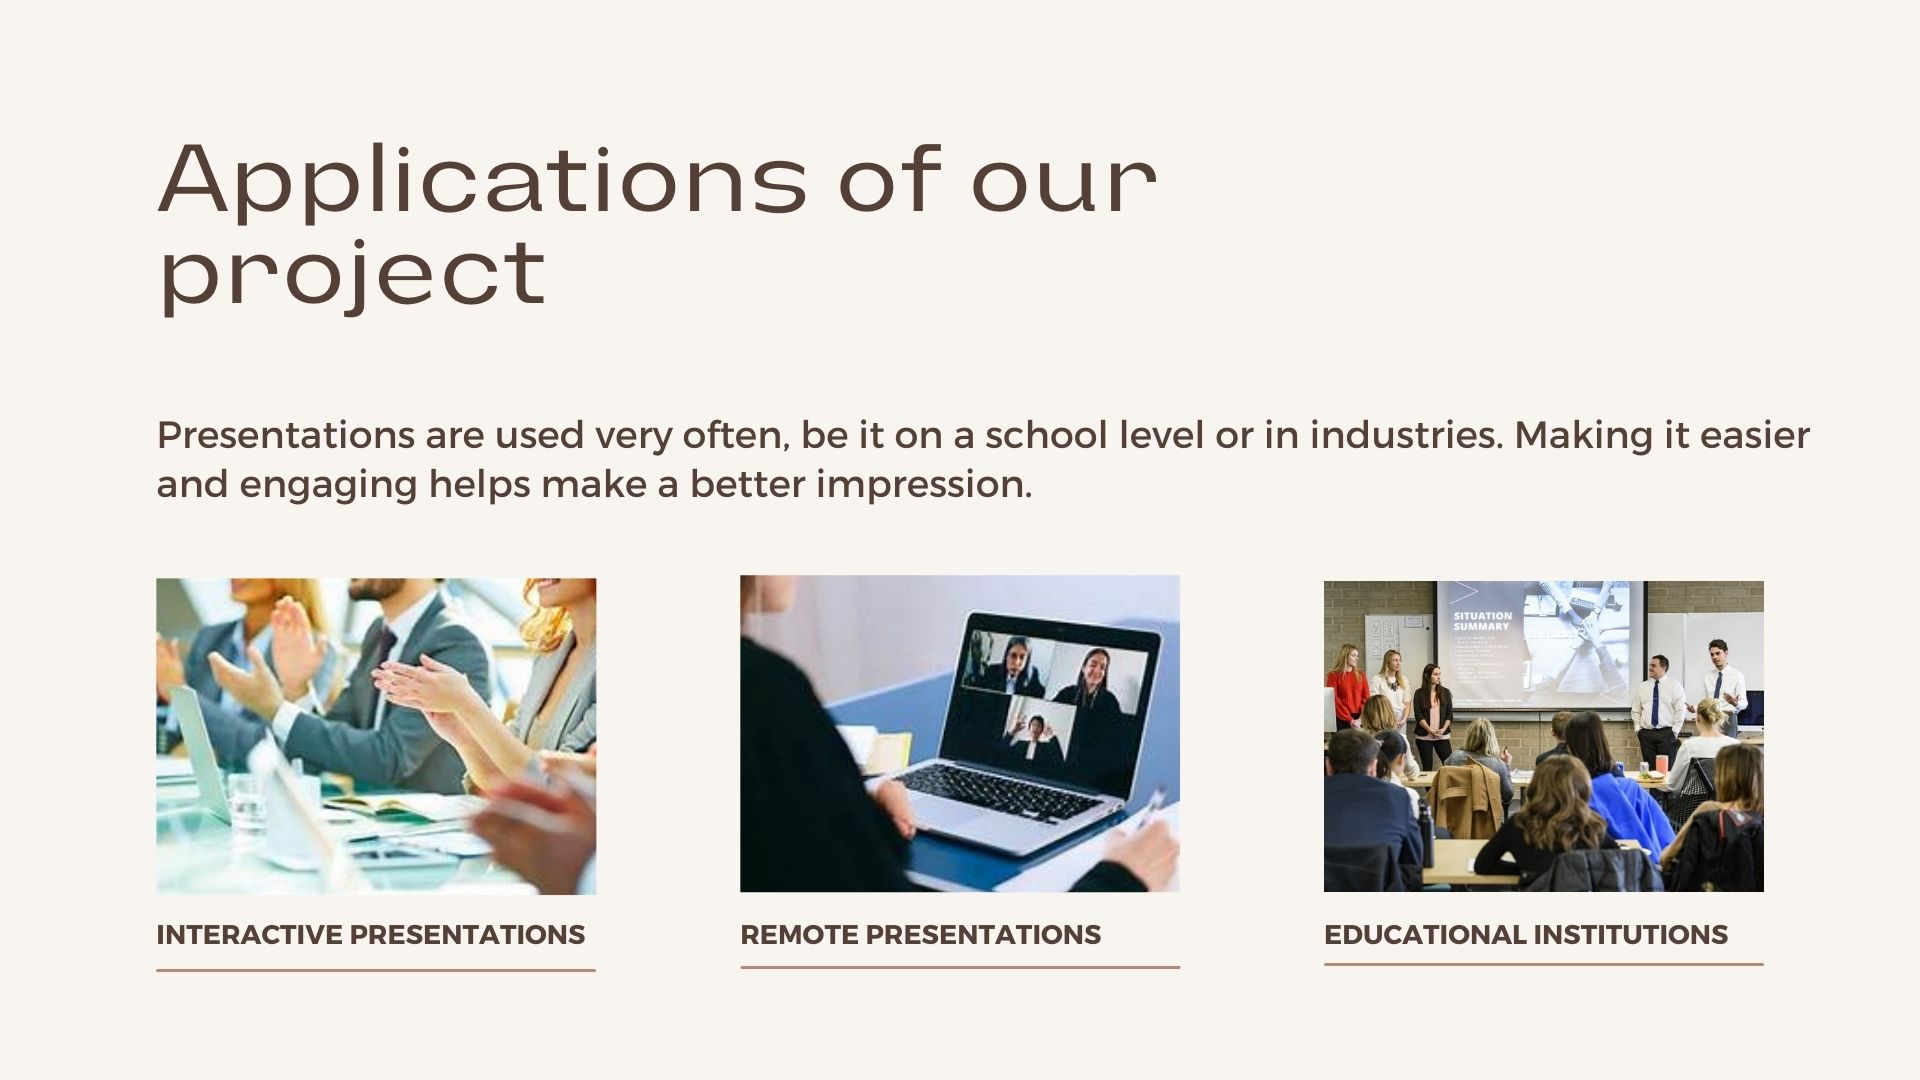 Applications of our
project
Presentations are used very often, be it on a school level or in industries. Making it easier
and engaging helps make a better impression.
SITUATION
SUMMARY
INTERACTIVE PRESENTATIONS
REMOTE PRESENTATIONS
EDUCATIONAL INSTITUTIONS